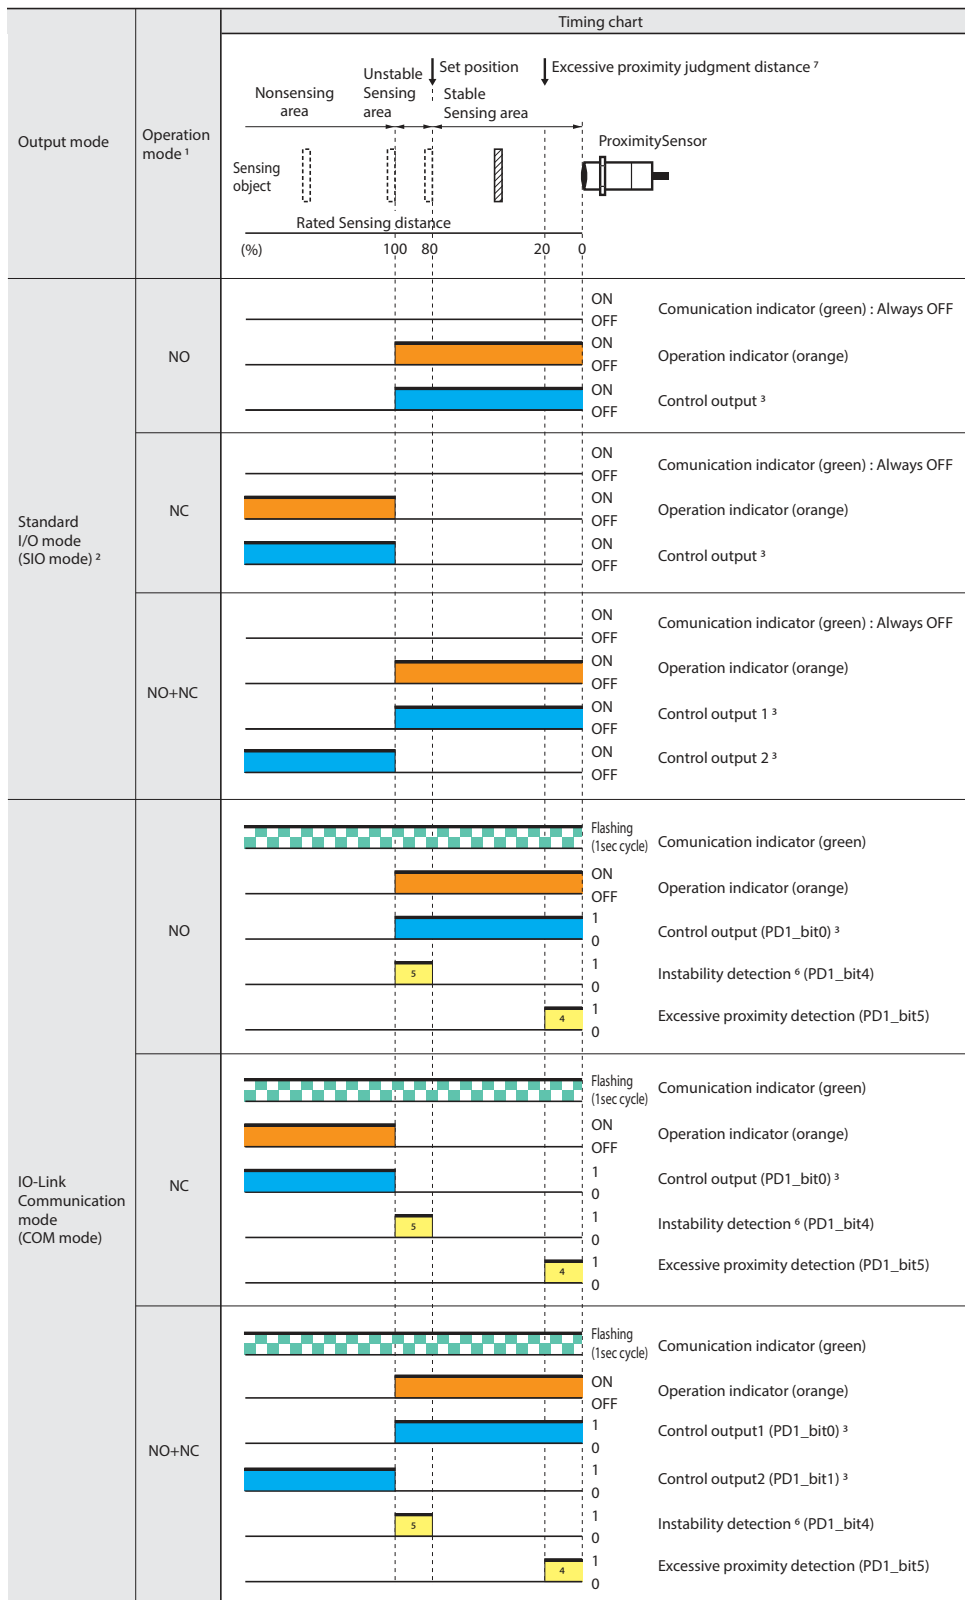 Timing chart
Output mode
Operation
mode ¹
Set position
Excessive proximity judgment distance ⁷
Nonsensing
area
Unstable
Sensing
area
Stable
Sensing area
ProximitySensor
Sensing
object
Rated Sensing distance
(%)
100
80
20
0
Standard
I/O mode
(SIO mode) ²
NO
ON
OFF
Comunication indicator (green) : Always OFF
ON
OFF
Operation indicator (orange)
ON
OFF
Control output ³
NC
ON
OFF
Comunication indicator (green) : Always OFF
ON
OFF
Operation indicator (orange)
ON
OFF
Control output ³
NO+NC
ON
OFF
Comunication indicator (green) : Always OFF
ON
OFF
Operation indicator (orange)
ON
OFF
Control output 1 ³
ON
OFF
Control output 2 ³
IO-Link
Communication
mode
(COM mode)
NO
Flashing
(1sec cycle)
Comunication indicator (green)
ON
OFF
Operation indicator (orange)
1
0
Control output (PD1_bit0) ³
5
1
0
Instability detection ⁶ (PD1_bit4)
4
1
0
Excessive proximity detection (PD1_bit5)
NC
Flashing
(1sec cycle)
Comunication indicator (green)
ON
OFF
Operation indicator (orange)
1
0
Control output (PD1_bit0) ³
5
1
0
Instability detection ⁶ (PD1_bit4)
4
1
0
Excessive proximity detection (PD1_bit5)
NO+NC
Flashing
(1sec cycle)
Comunication indicator (green)
ON
OFF
Operation indicator (orange)
1
0
Control output1 (PD1_bit0) ³
1
0
Control output2 (PD1_bit1) ³
5
1
0
Instability detection ⁶ (PD1_bit4)
4
1
0
Excessive proximity detection (PD1_bit5)